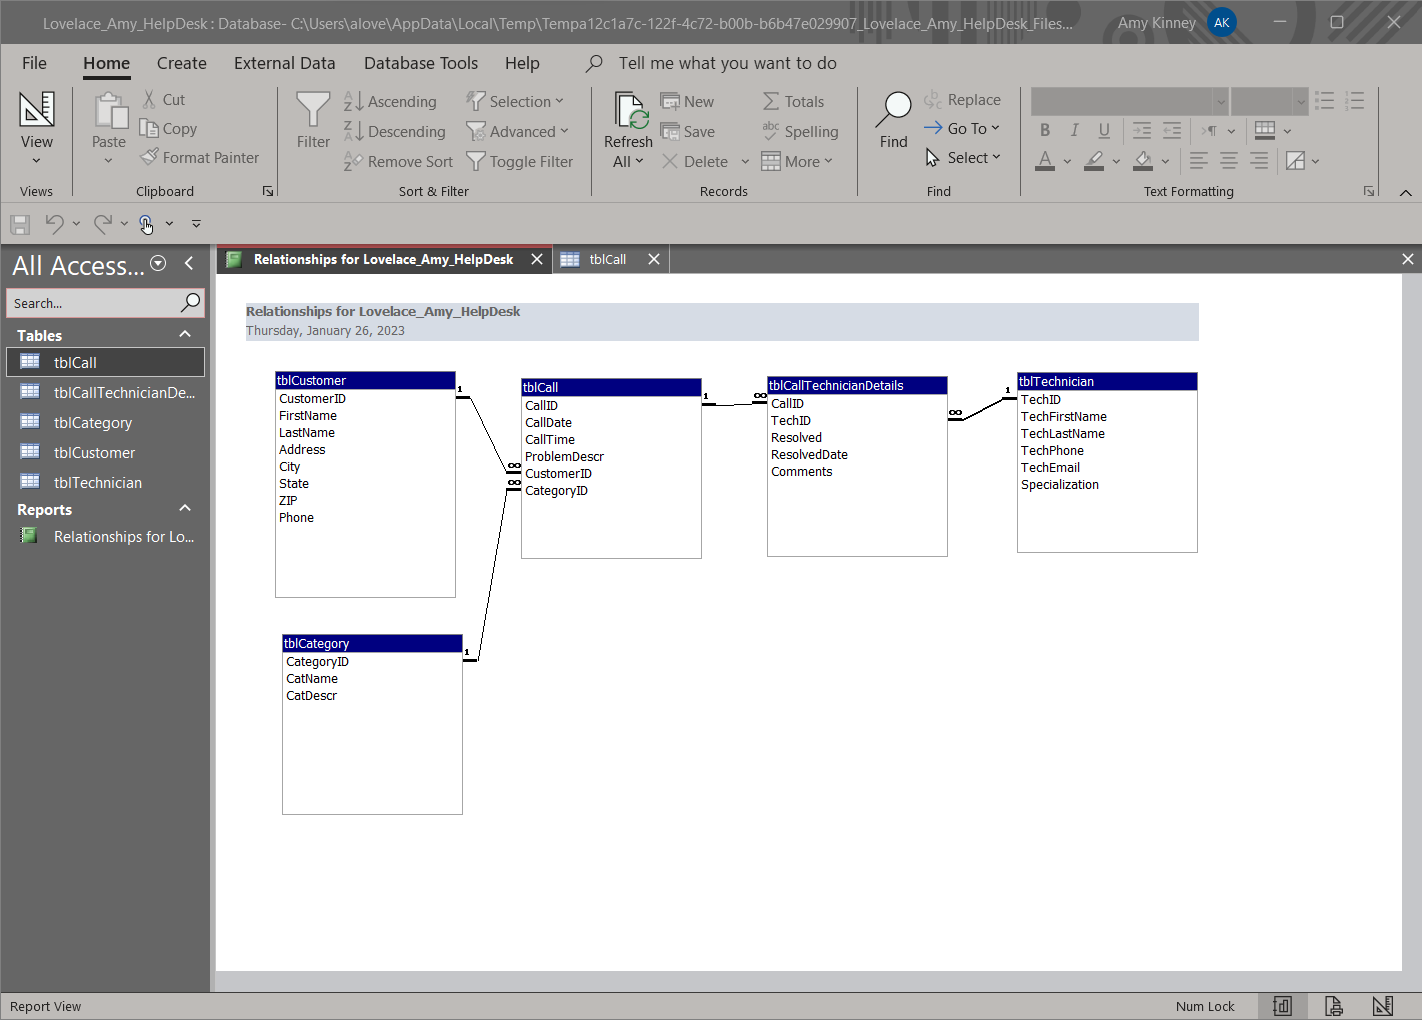 Lovelace_Amy_HelpDesk : Database- C:\Users\alove\AppData\Local\Temp\Tempa12c1a7c-122f-4c72-b00b-b6b47e029907_Lovelace_Amy_HelpDesk_Files...
Amy Kinney
AK
File
Home
Create
External Data
Database Tools
Help
Tell me what you want to do
View
Views
Paste
Cut
Copy
Format Painter
Clipboard
Filter
Ascending
Descending
Remove Sort
Selection
Advanced
Toggle Filter
Sort & Filter
Refresh
All
New
Save
Delete
Totals
Spelling
More
Records
Find
Replace
Go To
Select
Find
B I U
A
Text Formatting
All Access...
Search...
Tables
tblCall
tblCallTechnicianDe...
tblCategory
tblCustomer
tblTechnician
Reports
Relationships for Lo...
Relationships for Lovelace_Amy_HelpDesk
tblCall
Relationships for Lovelace_Amy_HelpDesk
Thursday, January 26, 2023
tblCustomer
CustomerID
FirstName
LastName
Address
City
State
ZIP
Phone
1
∞
∞
tblCall
CallID
CallDate
CallTime
ProblemDescr
CustomerID
CategoryID
1
∞
tblCallTechnicianDetails
CallID
TechID
Resolved
ResolvedDate
Comments
∞
1
tblTechnician
TechID
TechFirstName
TechLastName
TechPhone
TechEmail
Specialization
tblCategory
CategoryID
CatName
CatDescr
1
Report View
Num Lock